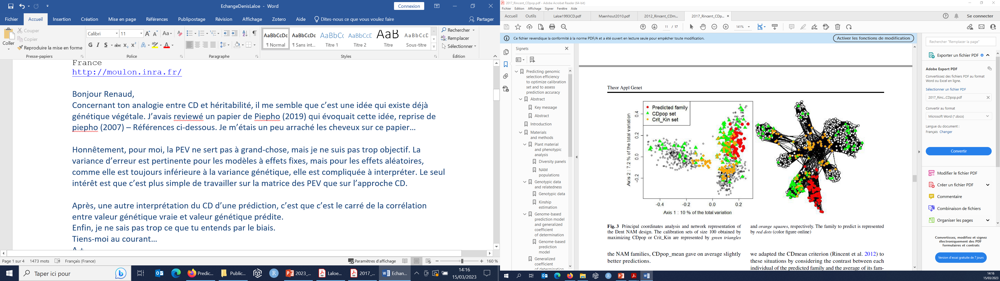 EchangeDenisLaloe - Word
Connexion
Fichier Accueil Insertion Création Mise en page Références Publipostage Révision Affichage Zotero Aide Dites-nous ce que vous voulez faire Partager
Coller
Couper
Copier
Reproduire la mise en forme
Presse-papiers
Calibri 11
G I S abc x₂ x²
Police
Paragraphe
AaBbCcDc AaBbCcDc AaBbCc AaBbCcD AaB AaBbCcD
¶ Normal ¶ Sans int... Titre 1 Titre 2 Titre Sous-titre
Styles
Rechercher
Remplacer
Sélectionner
Édition
France
http://moulon.inra.fr/
Bonjour Renaud,
Concernant ton analogie entre CD et héritabilité, il me semble que c’est une idée qui existe déjà
génétique végétale. J’avais reviewé un papier de Piepho (2019) qui évoquait cette idée, reprise de
piepho (2007) – Références ci-dessous. Je m’étais un peu arraché les cheveux sur ce papier…
Honnêtement, pour moi, la PEV ne sert pas à grand-chose, mais je ne suis pas trop objectif. La
variance d’erreur est pertinente pour les modèles à effets fixes, mais pour les effets aléatoires,
comme elle est toujours inférieure à la variance génétique, elle est compliquée à interpréter. Le seul
intérêt est que c’est plus simple de travailler sur la matrice des PEV que sur l’approche CD.
Après, une autre interprétation du CD d’une prédiction, c’est que c’est le carré de la corrélation
entre valeur génétique vraie et valeur génétique prédite.
Enfin, je ne sais pas trop ce que tu entends par le biais.
Tiens-moi au courant…
A+
Page 1 sur 4 1473 mots Français (France) Paramètres d'affichage 160 %
Taper ici pour
Predic... Public... 2023_... Laloe... 2017_... Echan...
14:16
15/03/2023
2017_Rincent_CDpop.pdf - Adobe Acrobat Reader (64-bit)
Fichier Edition Affichage Signer Fenêtre Aide
Accueil Outils Laloe1993CD.pdf Maenhout2010.pdf 2012_Rincent_CDm... 2017_Rincent_CDp... × Se connecter
11 / 17 141%
Ce fichier revendique la conformité à la norme PDF/A et a été ouvert en lecture seule pour empêcher toute modification. Activer les fonctions de modification
Signets
Predicting genomic
selection efficiency
to optimize calibration
set and to assess
prediction accuracy
Abstract
Key message
Abstract
Introduction
Materials
and methods
Plant material
and phenotypic
analysis
Diversity panels
NAM
populations
Genotypic data
and relatedness
Genotypic data
Kinship
estimation
Genome-based
prediction model
and generalized
coefficient
of determination
Genome-based
prediction
model
Generalized
coefficient
of determination
Theor Appl Genet
Predicted family
CDpop set
Crit_Kin set
Axis 2 : 7.2 % of the total variation
0.4
0.2
0.0
-0.2
-0.4 -0.2 0.0 0.2
Axis 1 : 10 % of the total variation
Fig. 3 Principal coordinates analysis and network representation of
the Dent NAM design. The calibration sets of size 100 obtained by
maximizing CDpop or Crit_Kin are represented by green triangles
and orange squares, respectively. The family to predict is represented
by red dots (color figure online)
the NAM families, CDpop_mean gave on average slightly
better predictions.
we adapted the CDmean criterion (Rincent et al. 2012) to
these situations by considering the contrast between each
individual of the predicted family and the average of its fam-
Rechercher "Remplacer la page"
Exporter un fichier PDF
Adobe Export PDF
Convertissez des fichiers PDF au format
Word ou Excel en ligne.
Sélectionner un fichier PDF
2017_Rinc...CDpop.pdf
Convertir au format
Microsoft Word (*.docx)
Langue du document :
Français Changer
Convertir
Modifier le fichier PDF
Créer un fichier PDF
Commentaire
Combinaison de fichiers
Organiser les pages
Convertissez, modifiez et signez
électroniquement des PDF
formulaires et contrats
Version d'essai gratuite de 7 jours
14:16
15/03/2023